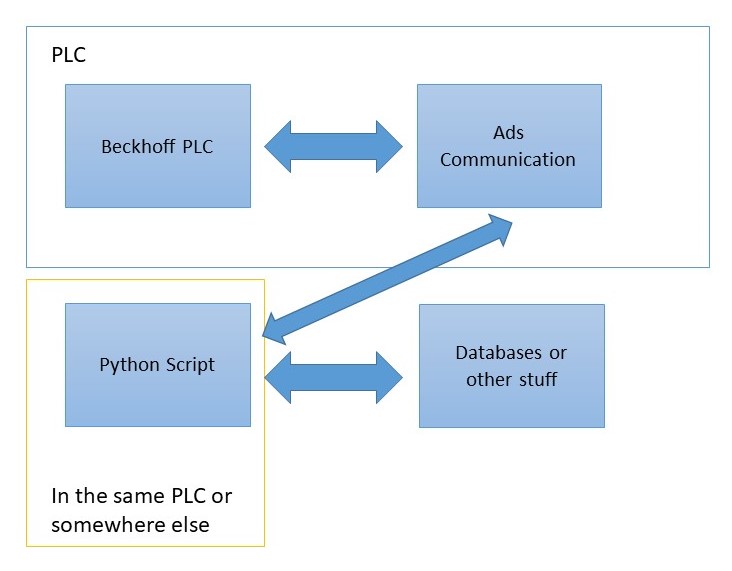 PLC
Beckhoff PLC
Ads
Communication
Python Script
Databases or
other stuff
In the same PLC or
somewhere else